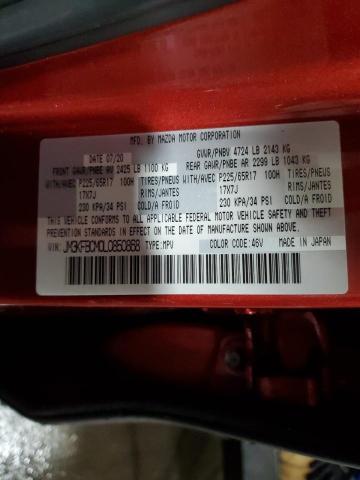 MFD. BY MAZDA MOTOR CORPORATION
DATE 07/20 GVWR/PNBV 4724 LB 2143 KG
FRONT GAWR/PNBE AV 2425 LB 1100 KG REAR GAWR/PNBE AR 2299 LB 1043 KG
WITH/AVEC P225/65R17 100H TIRES/PNEUS WITH/AVEC P225/65R17 100H TIRES/PNEUS
17X7J RIMS/JANTES 17X7J RIMS/JANTES
230 KPA/34 PSI COLD/A FROID 230 KPA/34 PSI COLD/A FROID
THIS VEHICLE CONFORMS TO ALL APPLICABLE FEDERAL MOTOR VEHICLE SAFETY AND THEFT
PREVENTION STANDARDS IN EFFECT ON THE DATE OF MANUFACTURE SHOWN ABOVE.
VIN: JM3KFBCM0L0850868 TYPE:MPV COLOR CODE:46V MADE IN JAPAN